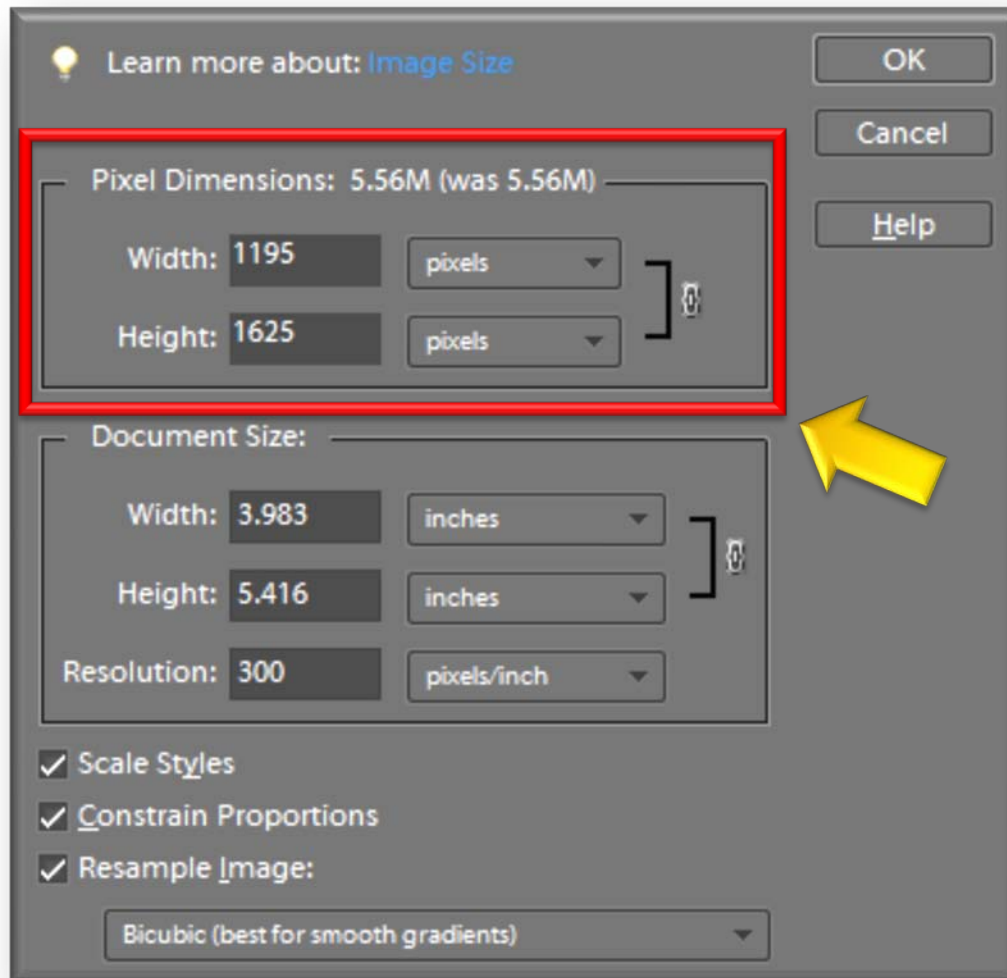 Learn more about: Image Size
OK
Cancel
Help
Pixel Dimensions: 5.56M (was 5.56M)
Width: 1195 pixels
Height: 1625 pixels
Document Size:
Width: 3.983 inches
Height: 5.416 inches
Resolution: 300 pixels/inch
Scale Styles
Constrain Proportions
Resample Image:
Bicubic (best for smooth gradients)